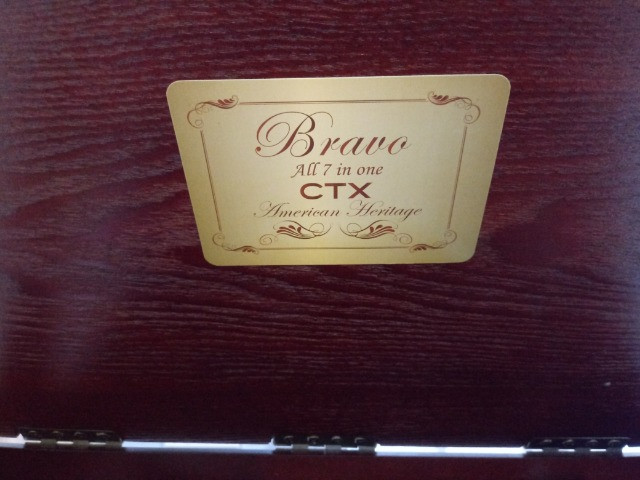 Bravo
All 7 in one
CTX
American Heritage